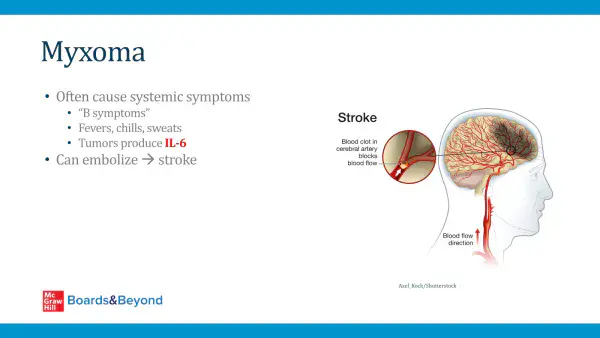 Myxoma
• Often cause systemic symptoms
• “B symptoms”
• Fevers, chills, sweats
• Tumors produce IL-6
• Can embolize → stroke
Stroke
Blood clot in
cerebral artery
blocks
blood flow
Blood flow
direction
Axel_Kock/Shutterstock
Mc
Graw
Hill
Boards&Beyond